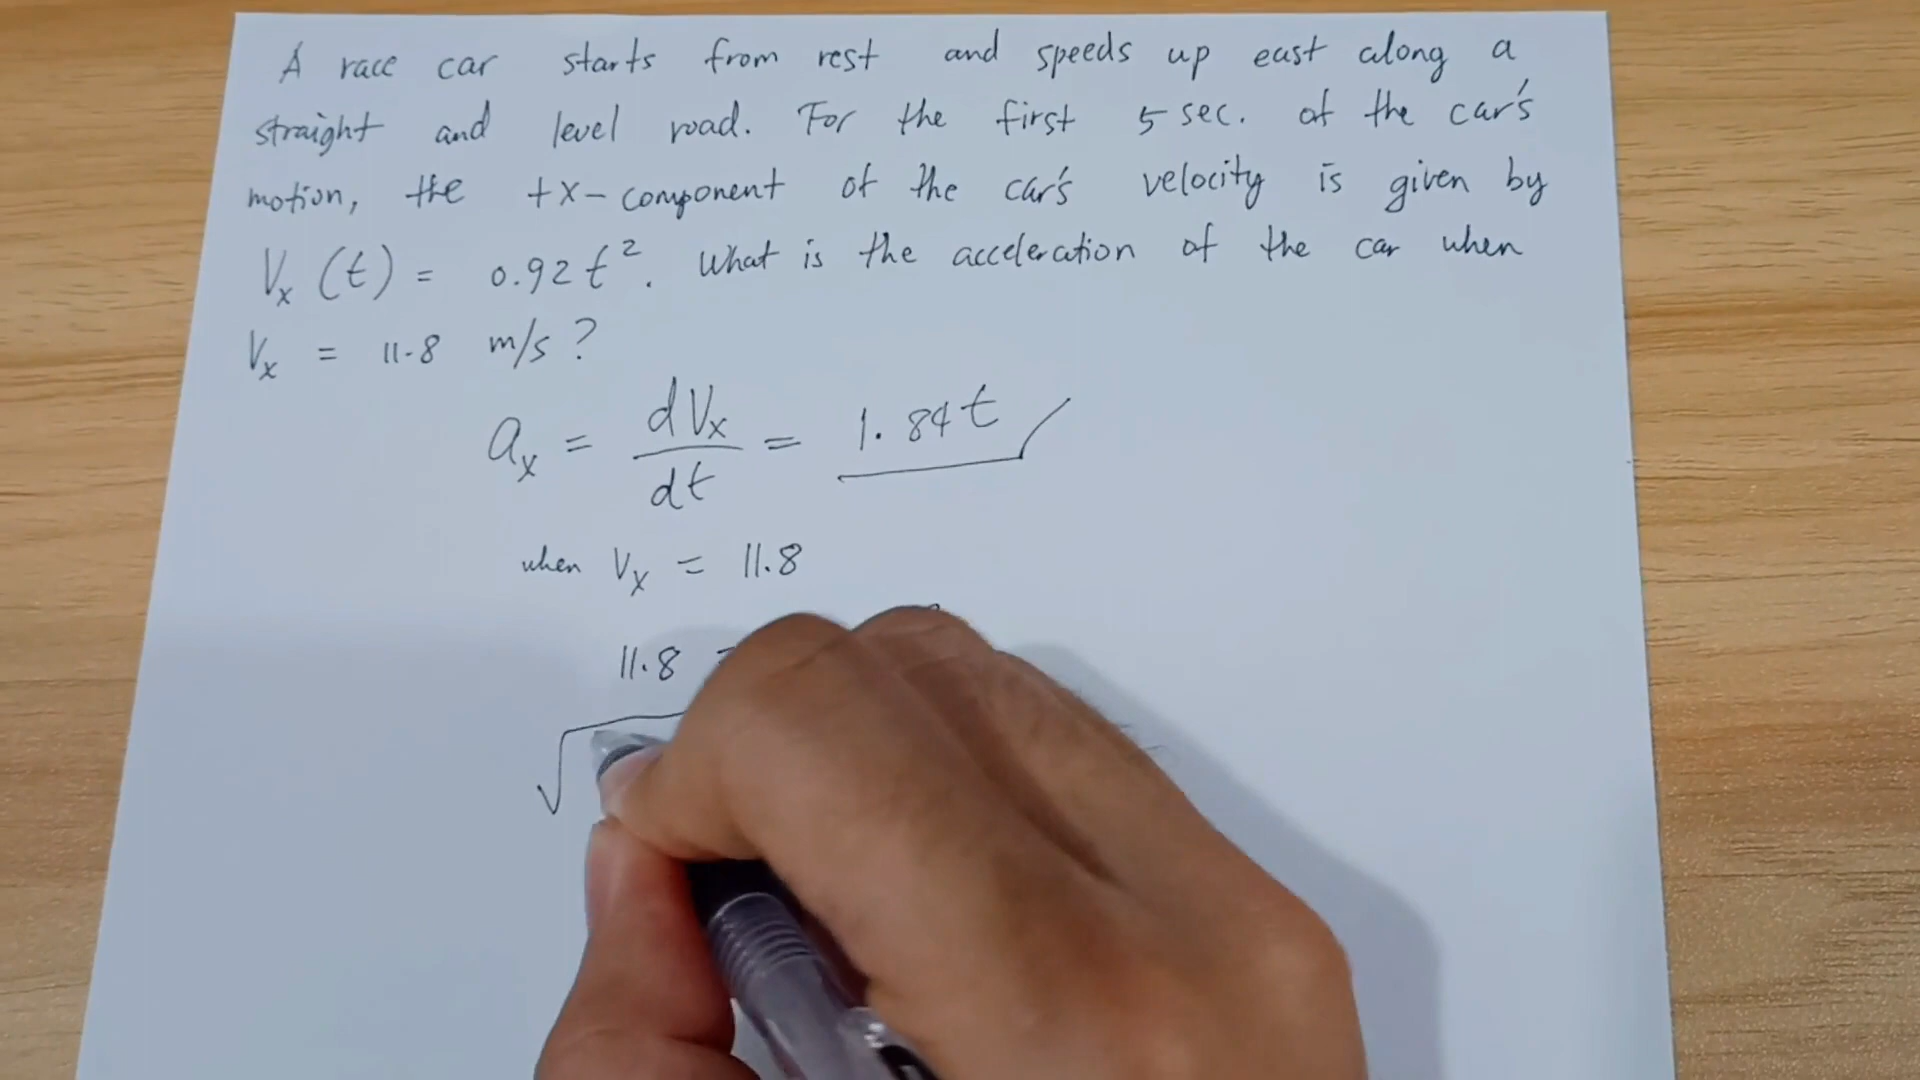 A race car starts from rest and speeds up east along a
straight and level road. For the first 5 sec. of the car's
motion, the +x-component of the car's velocity is given by
Vx (t) = 0.92t². What is the acceleration of the car when
Vx = 11.8 m/s?
ax = dVx/dt = 1.84t
when Vx = 11.8
11.8 =
√